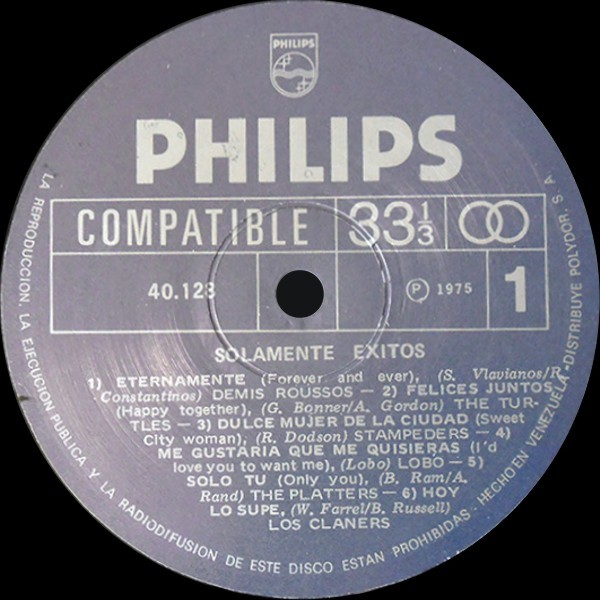 PHILIPS
PHILIPS
COMPATIBLE 33⅓
40.128 Ⓟ 1975 1
SOLAMENTE EXITOS
1) ETERNAMENTE (Forever and ever), (S. Vlavianos/R.
Constantinos) DEMIS ROUSSOS — 2) FELICES JUNTOS
(Happy together), (G. Bonner/A. Gordon) THE TUR-
TLES — 3) DULCE MUJER DE LA CIUDAD (Sweet
City woman), (R. Dodson) STAMPEDERS — 4)
ME GUSTARIA QUE ME QUISIERAS (I'd
love you to want me), (Lobo) LOBO — 5)
SOLO TU (Only you), (B. Ram/A.
Rand) THE PLATTERS — 6) HOY
LO SUPE, (W. Farrel/B. Russell)
LOS CLANERS
LA REPRODUCCION, LA EJECUCION PUBLICA Y LA RADIODIFUSION DE ESTE DISCO ESTAN PROHIBIDAS - HECHO EN VENEZUELA - DISTRIBUYE POLYDOR, S. A.